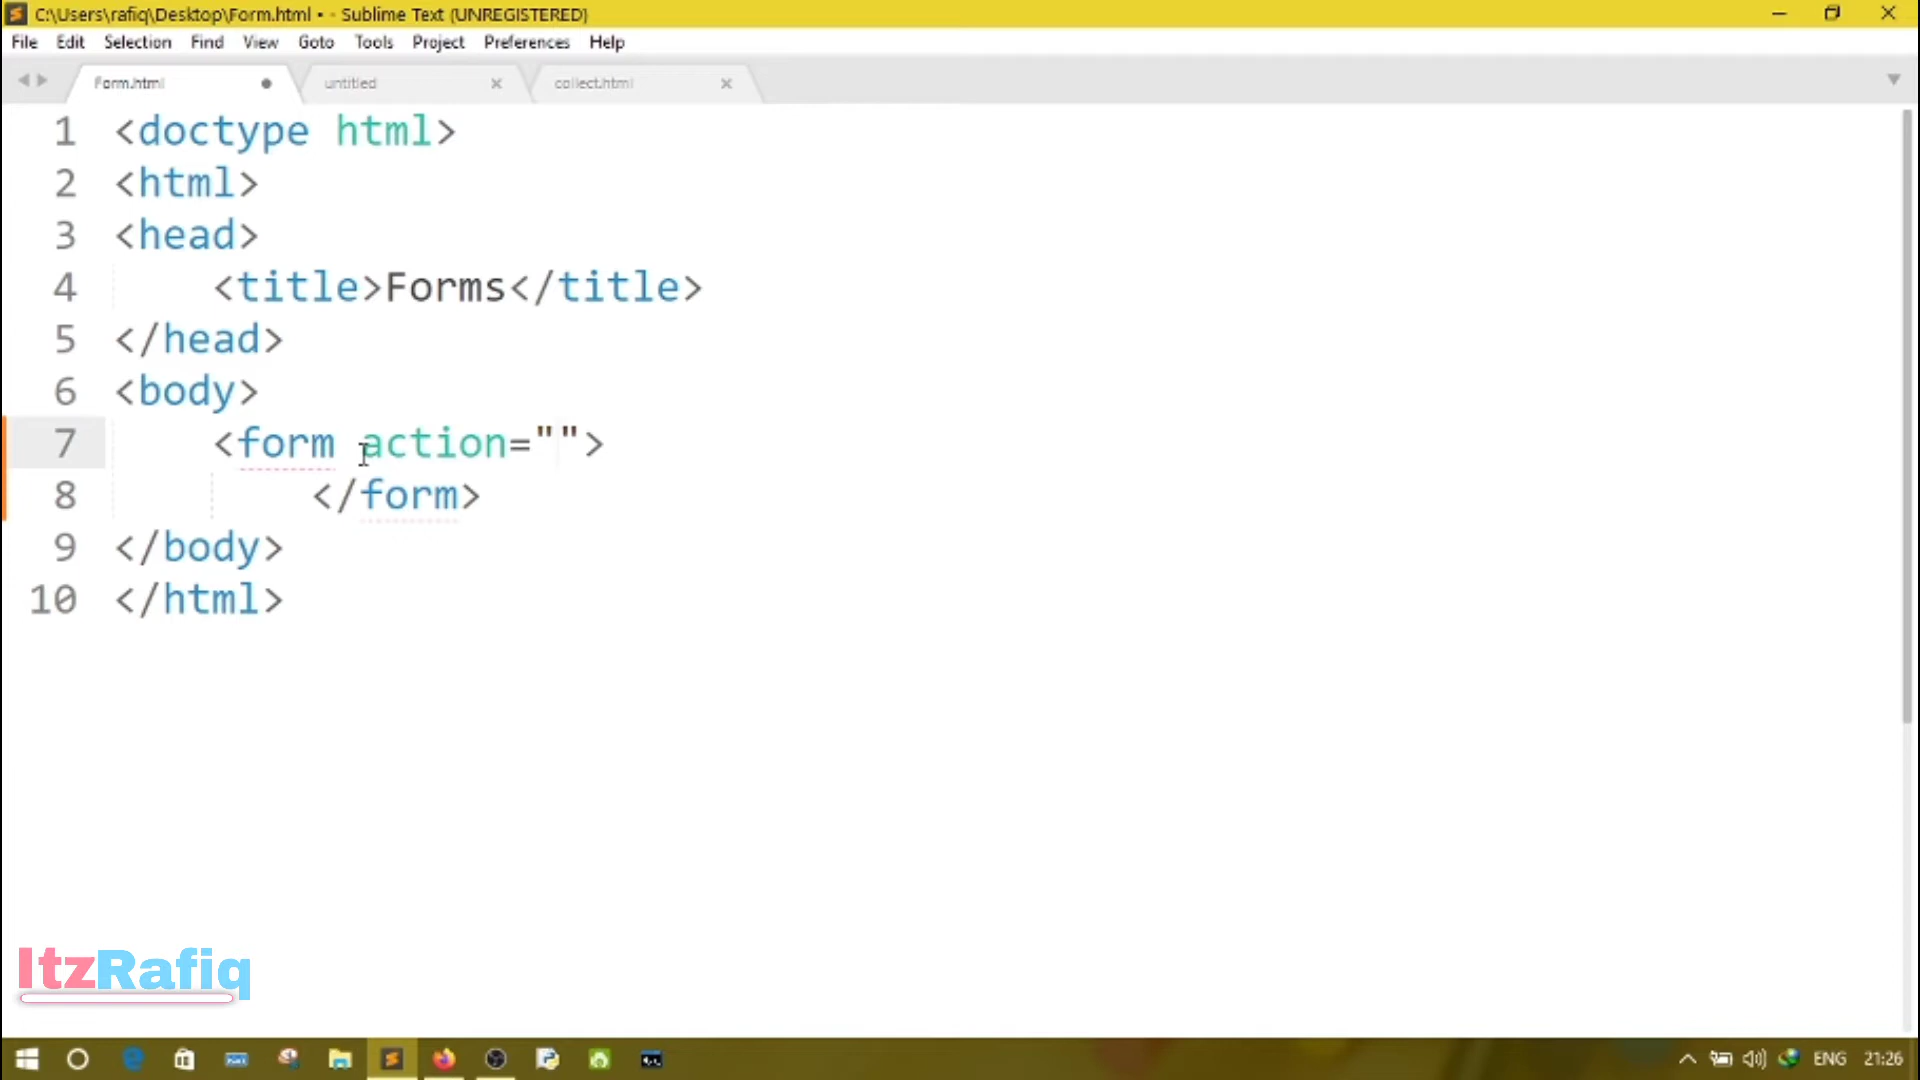 C:\Users\rafiq\Desktop\Form.html • - Sublime Text (UNREGISTERED)
File Edit Selection Find View Goto Tools Project Preferences Help
Form.html untitled collect.html
1 <doctype html>
2 <html>
3 <head>
4 <title>Forms</title>
5 </head>
6 <body>
7 <form action="">
8 </form>
9 </body>
10 </html>
ItzRafiq
ENG 21:26